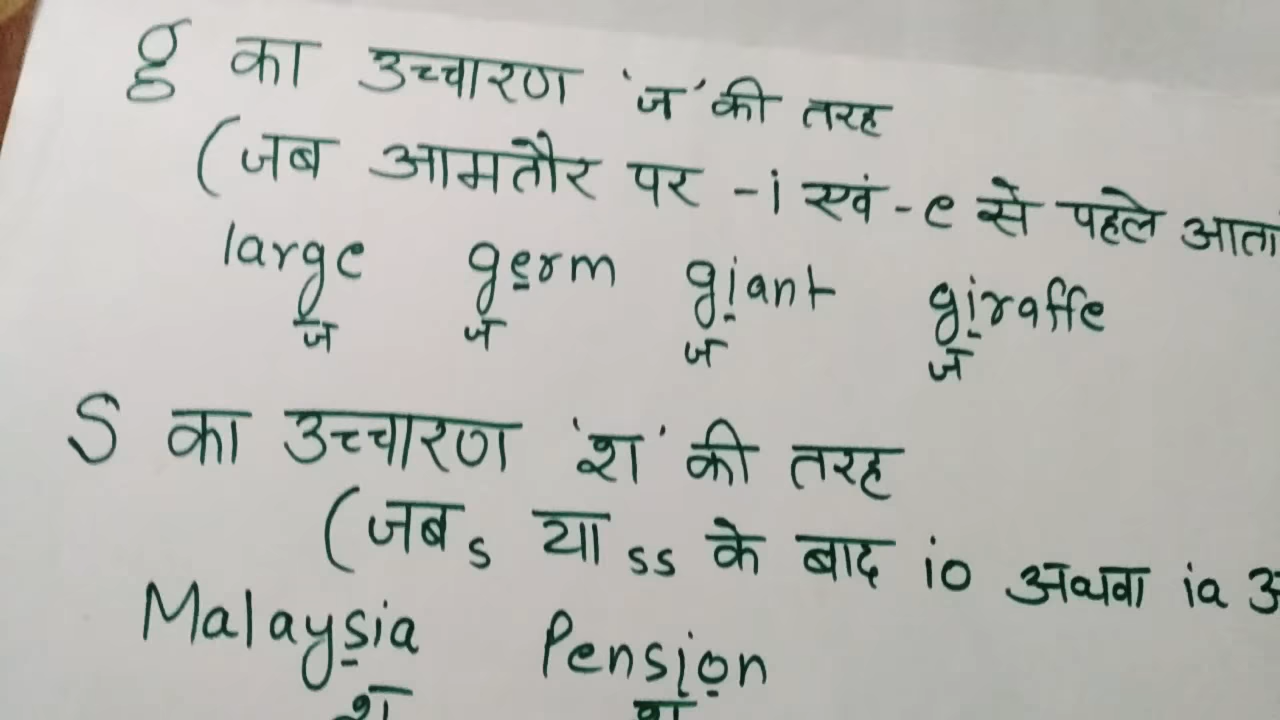 g का उच्चारण 'ज' की तरह
(जब आमतौर पर -i एवं -e से पहले आता
large germ giant giraffe
ज ज ज ज
S का उच्चारण 'श' की तरह
(जब s या ss के बाद io अथवा ia
Malaysia Pension
श श